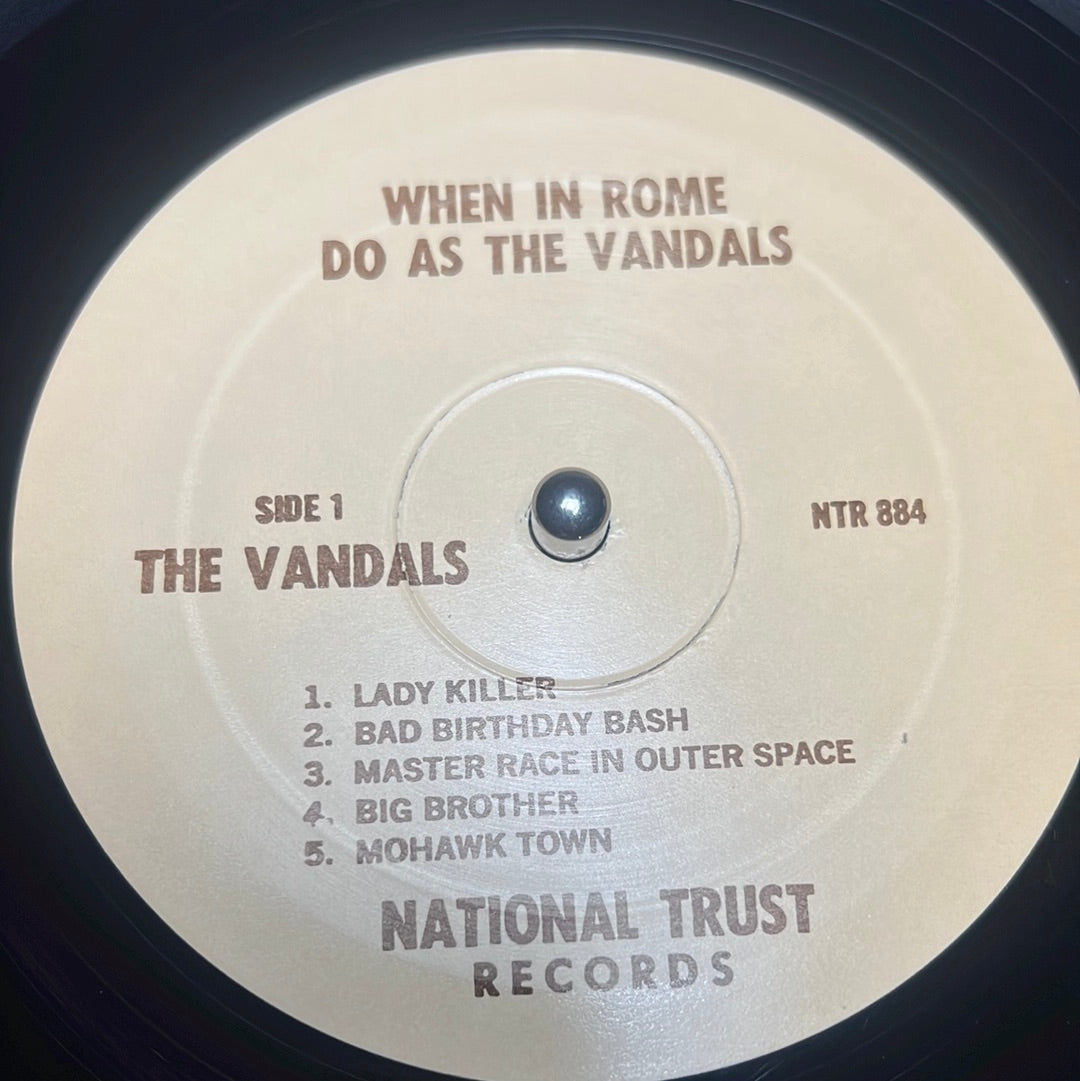 WHEN IN ROME
DO AS THE VANDALS
SIDE 1
NTR 884
THE VANDALS
1. LADY KILLER
2. BAD BIRTHDAY BASH
3. MASTER RACE IN OUTER SPACE
4. BIG BROTHER
5. MOHAWK TOWN
NATIONAL TRUST
RECORDS